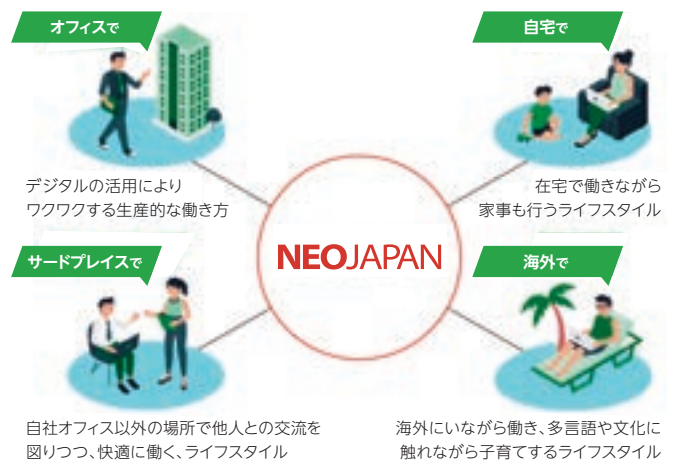 オフィスで
デジタルの活用により
ワクワクする生産的な働き方
自宅で
在宅で働きながら
家事も行うライフスタイル
NEOJAPAN
サードプレイスで
自社オフィス以外の場所で他人との交流を
図りつつ、快適に働く、ライフスタイル
海外で
海外にいながら働き、多言語や文化に
触れながら子育てするライフスタイル